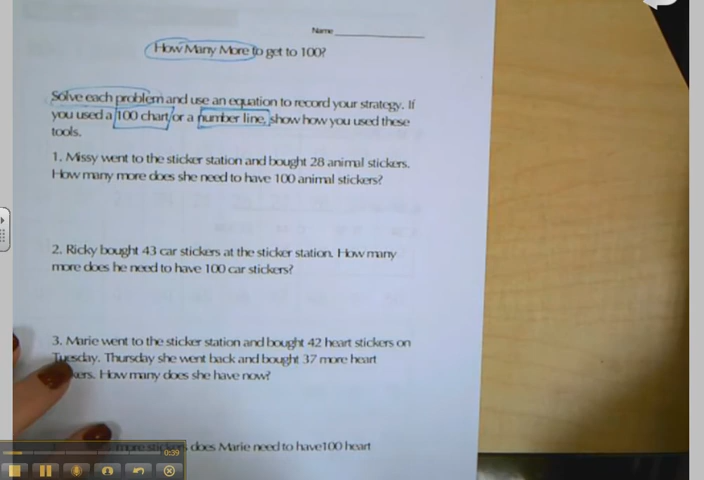 Name
How Many More to get to 100?
Solve each problem and use an equation to record your strategy. If
you used a 100 chart or a number line, show how you used these
tools.
1. Missy went to the sticker station and bought 28 animal stickers.
How many more does she need to have 100 animal stickers?
2. Ricky bought 43 car stickers at the sticker station. How many
more does he need to have 100 car stickers?
3. Marie went to the sticker station and bought 42 heart stickers on
Tuesday. Thursday she went back and bought 37 more heart
kers. How many does she have now?
more stickers does Marie need to have100 heart
0:39